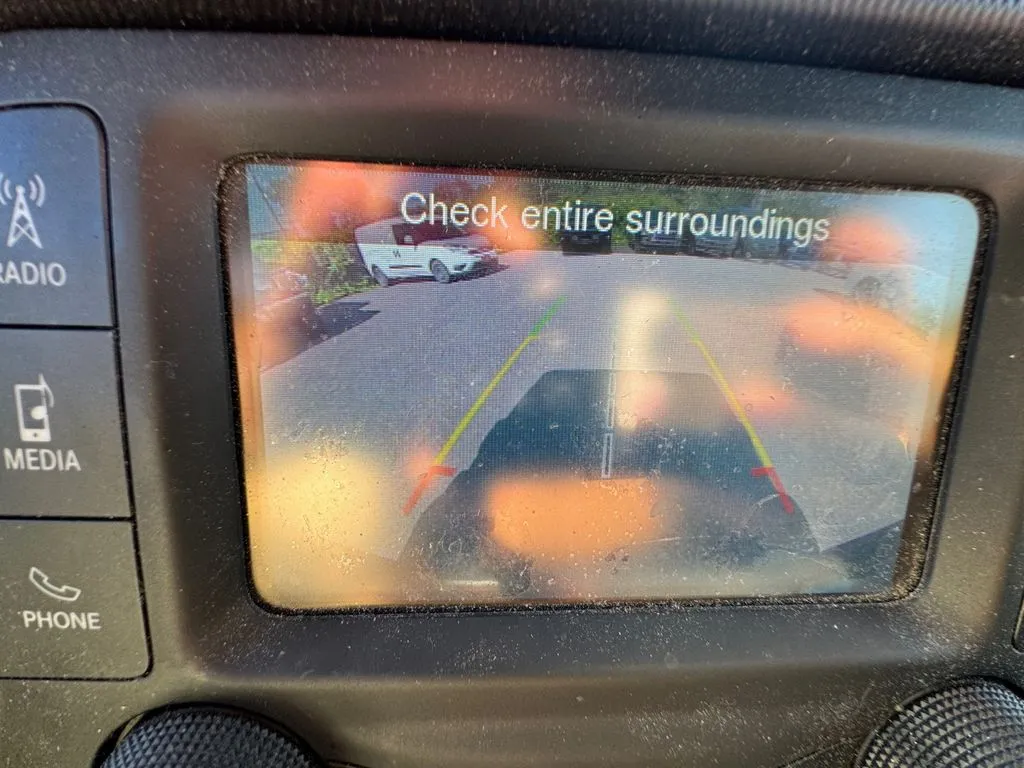 Check entire surroundings
RADIO
MEDIA
PHONE